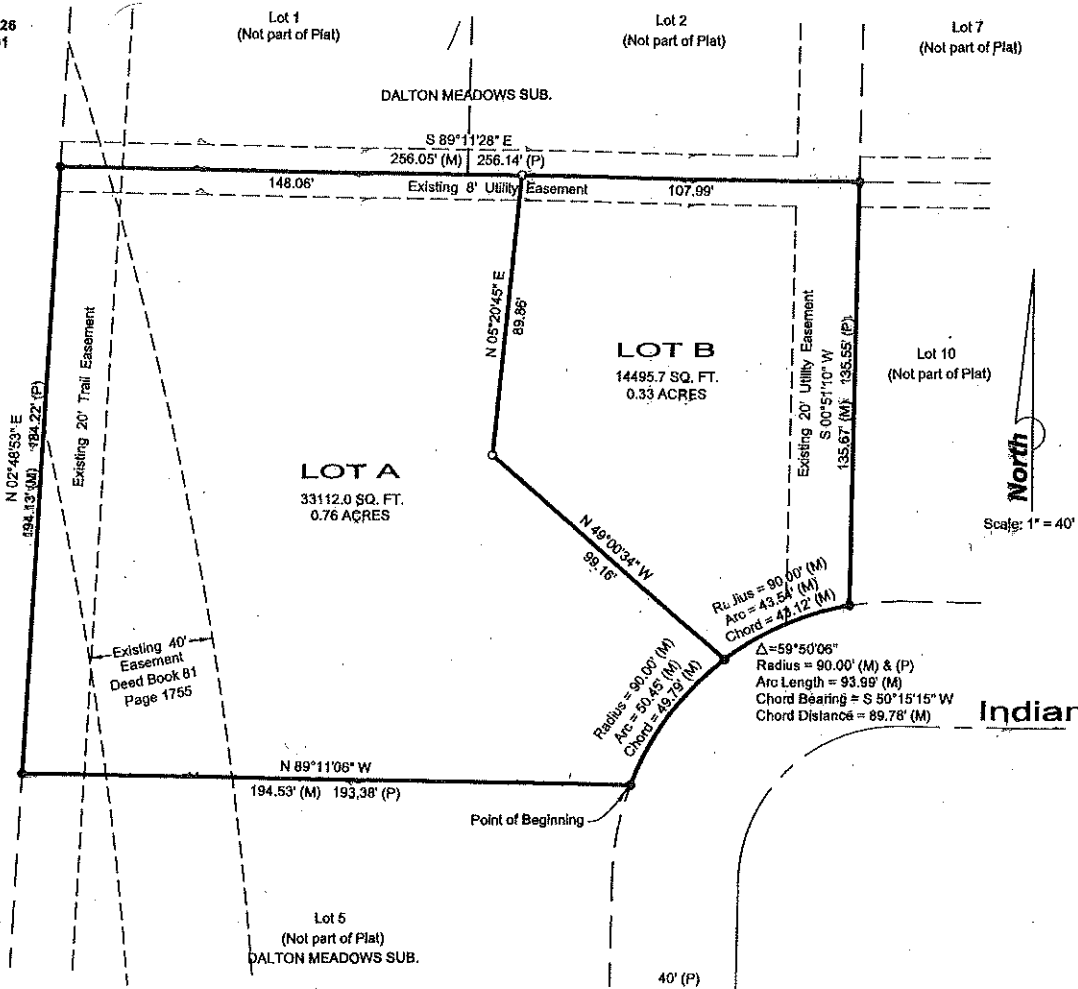 26
1
Lot 1
(Not part of Plat)
Lot 2
(Not part of Plat)
Lot 7
(Not part of Plat)
DALTON MEADOWS SUB.
S 89°11'28" E
256.05' (M) 256.14' (P)
148.06'
Existing 8' Utility Easement
107.99'
N 02°48'53" E
194.13' (M) 194.22' (P)
Existing 20' Trail Easement
N 05°20'45" E
89.86'
LOT B
14495.7 SQ. FT.
0.33 ACRES
Existing 20' Utility Easement
S 00°51'10" W
135.67' (M) 135.55' (P)
Lot 10
(Not part of Plat)
North
Scale: 1" = 40'
LOT A
33112.0 SQ. FT.
0.76 ACRES
N 49°00'34" W
99.16'
Radius = 90.00' (M)
Arc = 43.54' (M)
Chord = 43.12' (M)
Existing 40'
Easement
Deed Book 81
Page 1755
Radius = 90.00' (M)
Arc = 50.45' (M)
Chord = 49.79' (M)
Δ=59°50'06"
Radius = 90.00' (M) & (P)
Arc Length = 93.99' (M)
Chord Bearing = S 50°15'15" W
Chord Distance = 89.78' (M)
Indian
N 89°11'06" W
194.53' (M) 193.38' (P)
Point of Beginning
Lot 5
(Not part of Plat)
DALTON MEADOWS SUB.
40' (P)